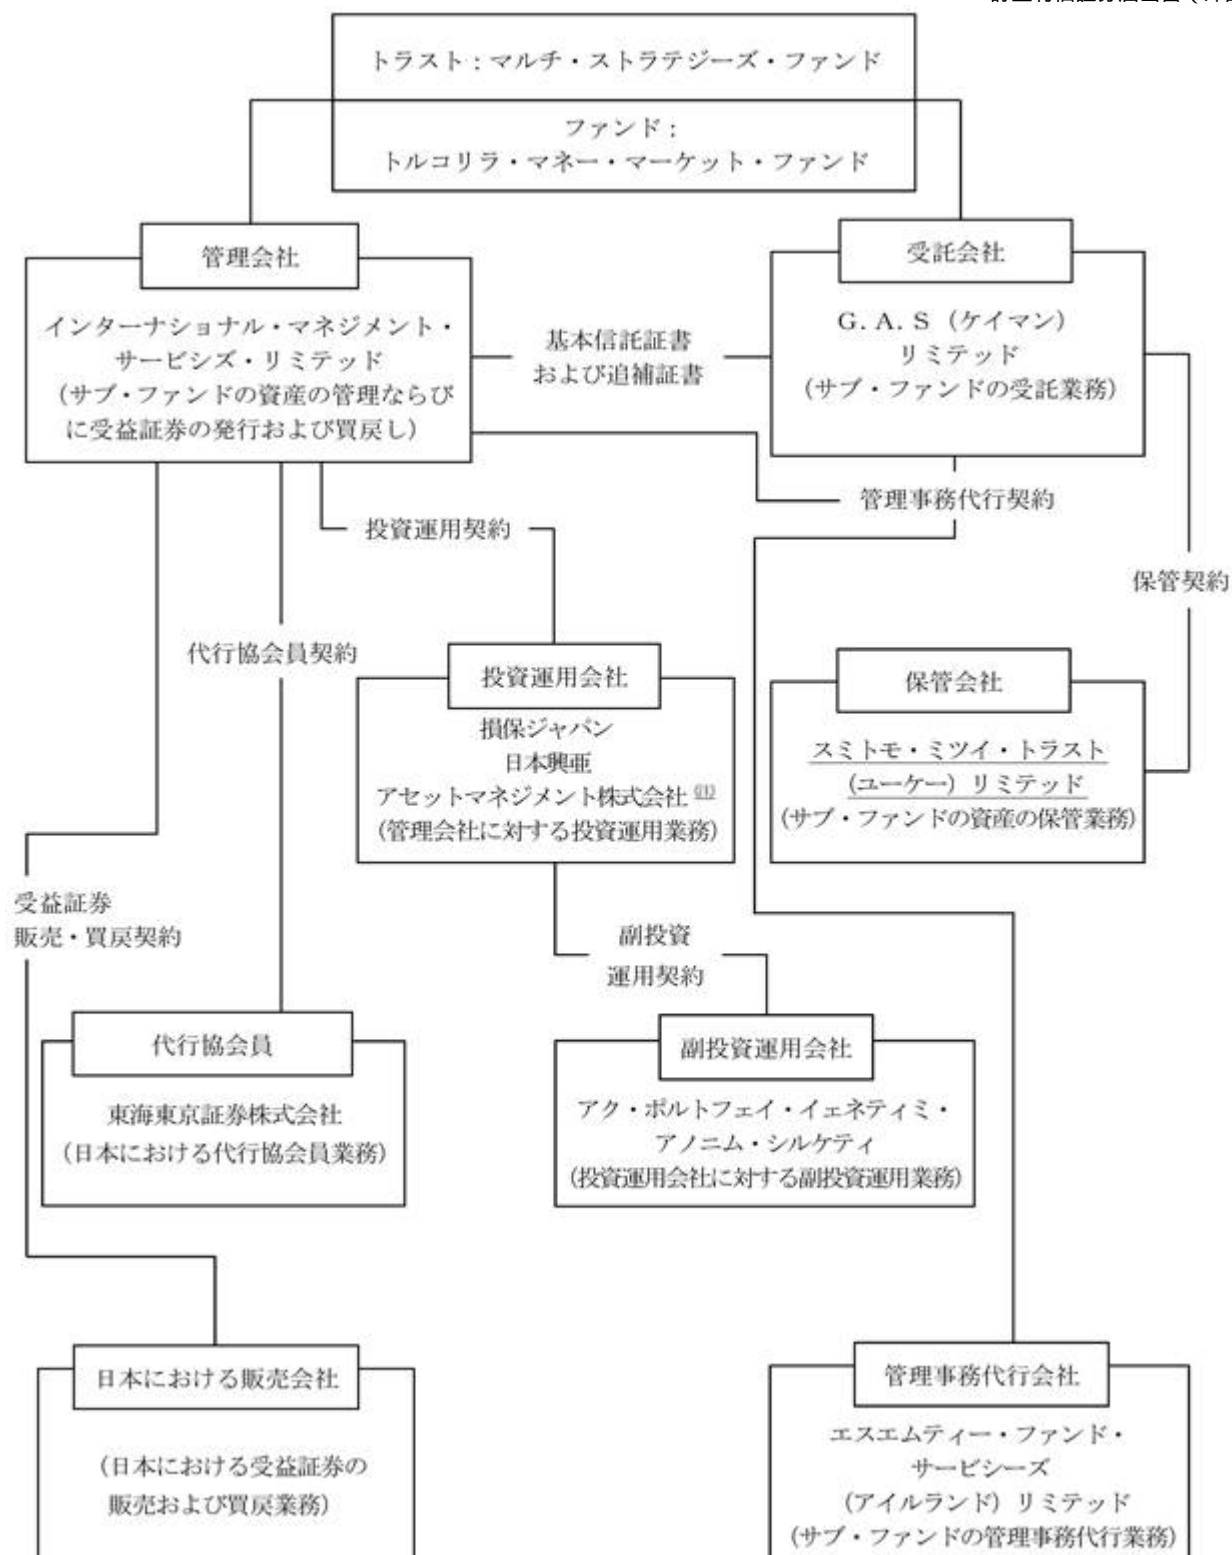 トラスト：マルチ・ストラテジーズ・ファンド
ファンド：
トルコリラ・マネー・マーケット・ファンド
管理会社
インターナショナル・マネジメント・
サービシズ・リミテッド
（サブ・ファンドの資産の管理ならび
に受益証券の発行および買戻し）
基本信託証書
および追補証書
受託会社
G. A. S （ケイマン）
リミテッド
（サブ・ファンドの受託業務）
管理事務代行契約
投資運用契約
保管契約
代行協会員契約
投資運用会社
損保ジャパン
日本興亜
アセットマネジメント株式会社
（管理会社に対する投資運用業務）
保管会社
スミトモ・ミツイ・トラスト
（ユーケー）リミテッド
（サブ・ファンドの資産の保管業務）
受益証券
販売・買戻契約
副投資
運用契約
代行協会員
東海東京証券株式会社
（日本における代行協会員業務）
副投資運用会社
アク・ポルトフェイ・イェネティミ・
アノニム・シルケティ
（投資運用会社に対する副投資運用業務）
日本における販売会社
（日本における受益証券の
販売および買戻業務）
管理事務代行会社
エスエムティー・ファンド・
サービシーズ
（アイルランド）リミテッド
（サブ・ファンドの管理事務代行業務）